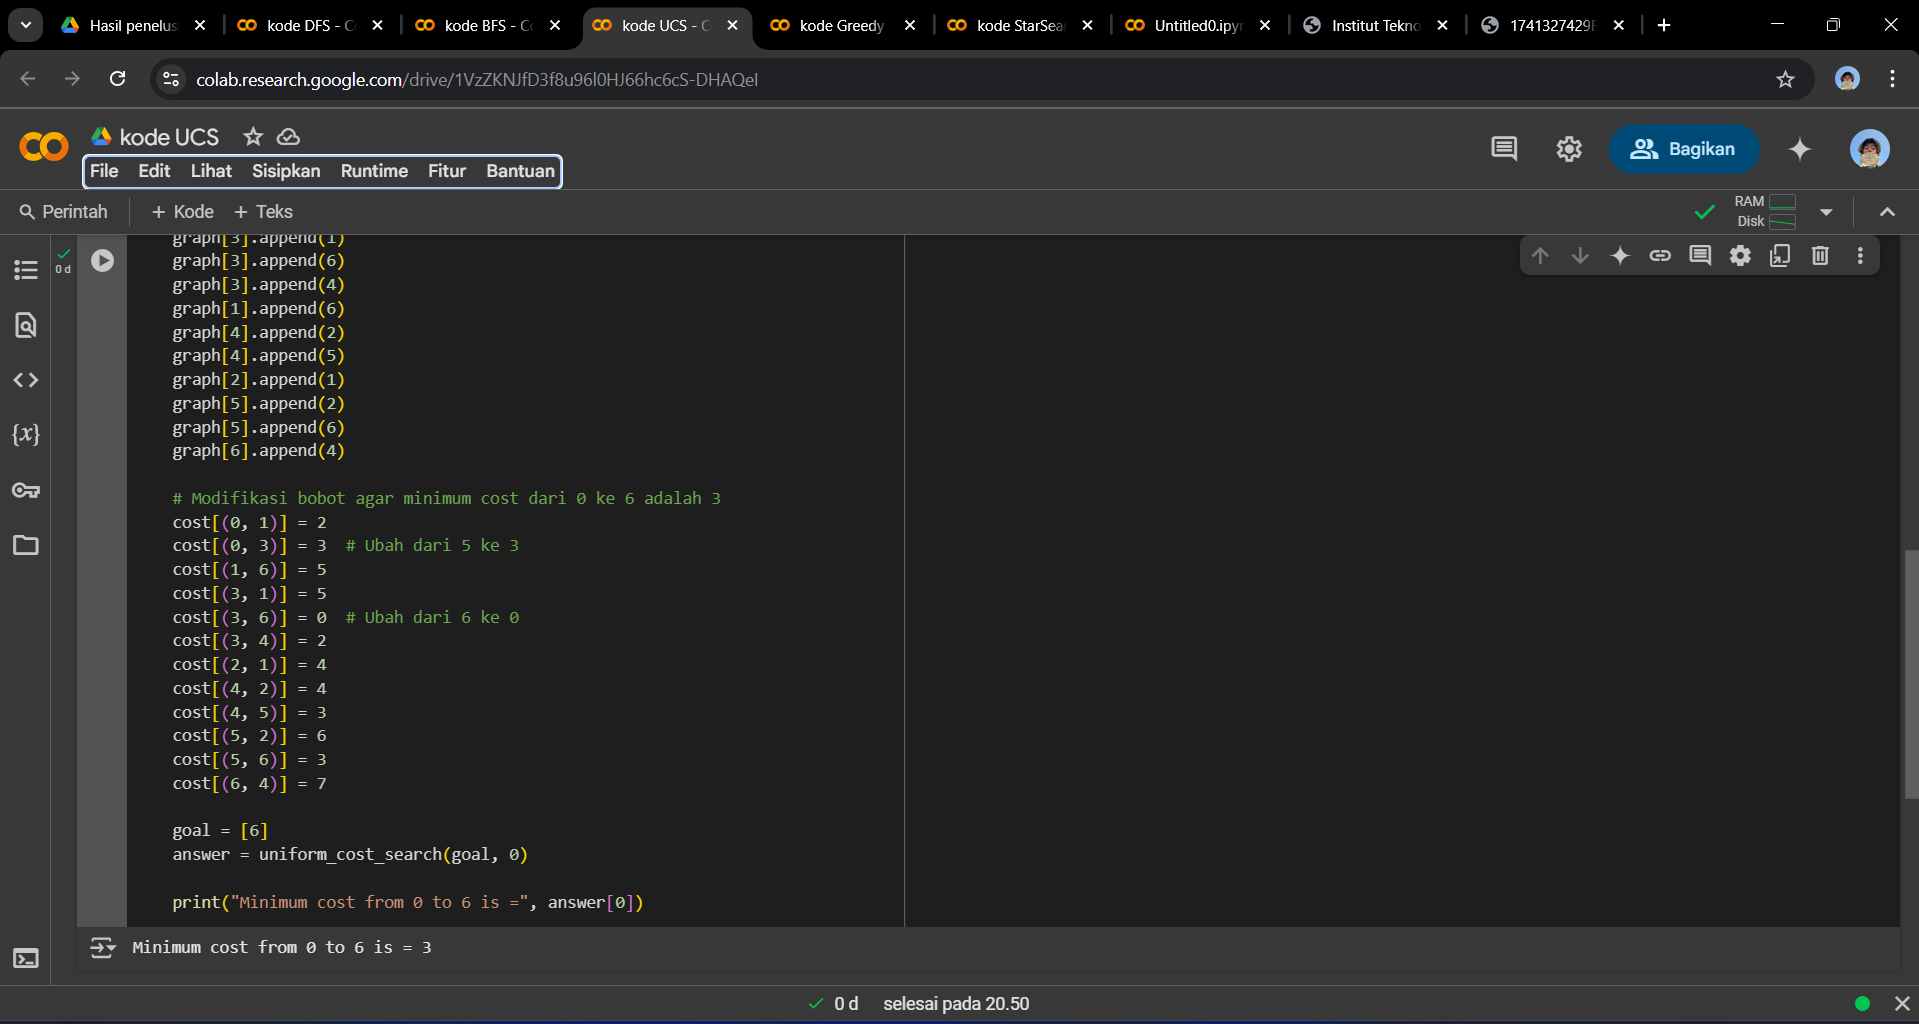 Hasil penelus
kode DFS - C
kode BFS - C
kode UCS - C
kode Greedy
kode StarSea
Untitled0.ipy
Institut Tekno
1741327429
colab.research.google.com/drive/1VzZKNJfD3f8u96l0HJ66hc6cS-DHAQeI
kode UCS
File Edit Lihat Sisipkan Runtime Fitur Bantuan
Bagikan
Perintah + Kode + Teks
RAM
Disk
0 d
graph[3].append(1)
graph[3].append(6)
graph[3].append(4)
graph[1].append(6)
graph[4].append(2)
graph[4].append(5)
graph[2].append(1)
graph[5].append(2)
graph[5].append(6)
graph[6].append(4)
# Modifikasi bobot agar minimum cost dari 0 ke 6 adalah 3
cost[(0, 1)] = 2
cost[(0, 3)] = 3  # Ubah dari 5 ke 3
cost[(1, 6)] = 5
cost[(3, 1)] = 5
cost[(3, 6)] = 0  # Ubah dari 6 ke 0
cost[(3, 4)] = 2
cost[(2, 1)] = 4
cost[(4, 2)] = 4
cost[(4, 5)] = 3
cost[(5, 2)] = 6
cost[(5, 6)] = 3
cost[(6, 4)] = 7
goal = [6]
answer = uniform_cost_search(goal, 0)
print("Minimum cost from 0 to 6 is =", answer[0])
Minimum cost from 0 to 6 is = 3
0 d selesai pada 20.50